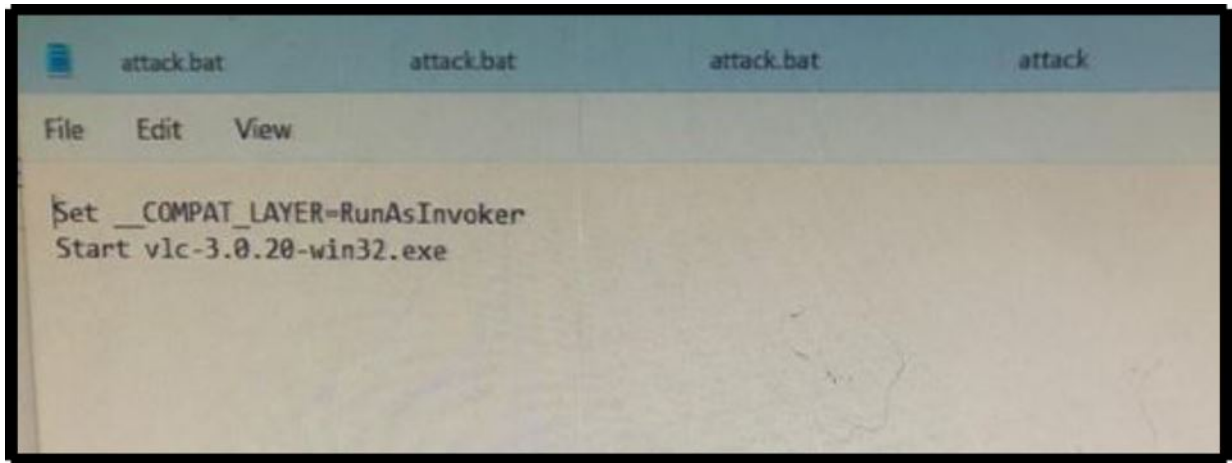 attack.bat attack.bat attack.bat attack
File Edit View
Set __COMPAT_LAYER=RunAsInvoker
Start vlc-3.0.20-win32.exe